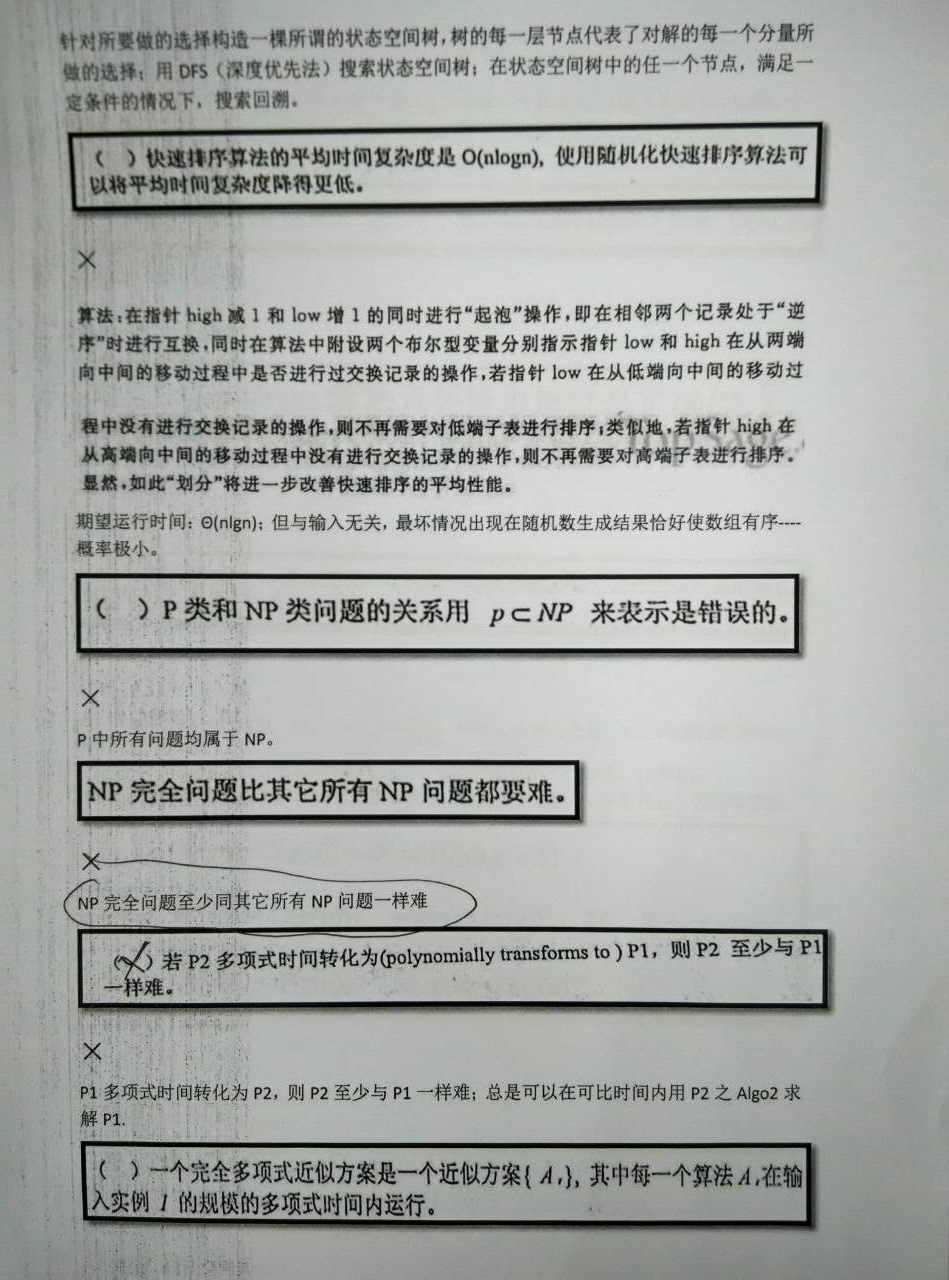 针对所要做的选择构造一棵所谓的状态空间树，树的每一层节点代表了对解的每一个分量所
做的选择；用 DFS（深度优先法）搜索状态空间树；在状态空间树中的任一个节点，满足一
定条件的情况下，搜索回溯。
（ ）快速排序算法的平均时间复杂度是 O(nlogn), 使用随机化快速排序算法可
以将平均时间复杂度降得更低。
×
算法:在指针 high 减 1 和 low 增 1 的同时进行“起泡”操作,即在相邻两个记录处于“逆
序”时进行互换,同时在算法中附设两个布尔型变量分别指示指针 low 和 high 在从两端
向中间的移动过程中是否进行过交换记录的操作,若指针 low 在从低端向中间的移动过
程中没有进行交换记录的操作,则不再需要对低端子表进行排序;类似地,若指针 high 在
从高端向中间的移动过程中没有进行交换记录的操作,则不再需要对高端子表进行排序。
显然,如此“划分”将进一步改善快速排序的平均性能。
期望运行时间：Θ(nlgn)；但与输入无关，最坏情况出现在随机数生成结果恰好使数组有序----
概率极小。
（ ）P 类和 NP 类问题的关系用 p⊂NP 来表示是错误的。
×
P 中所有问题均属于 NP。
NP 完全问题比其它所有 NP 问题都要难。
×
NP 完全问题至少同其它所有 NP 问题一样难
（×）若 P2 多项式时间转化为(polynomially transforms to ) P1，则 P2 至少与 P1
一样难。
×
P1 多项式时间转化为 P2，则 P2 至少与 P1 一样难；总是可以在可比时间内用 P2 之 Algo2 求
解 P1.
（ ）一个完全多项式近似方案是一个近似方案{ A, }, 其中每一个算法 A, 在输
入实例 I 的规模的多项式时间内运行。